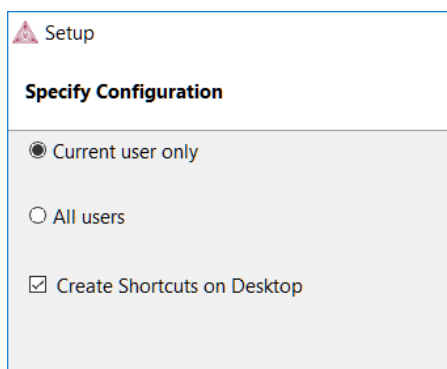 Setup
Specify Configuration
Current user only
All users
Create Shortcuts on Desktop